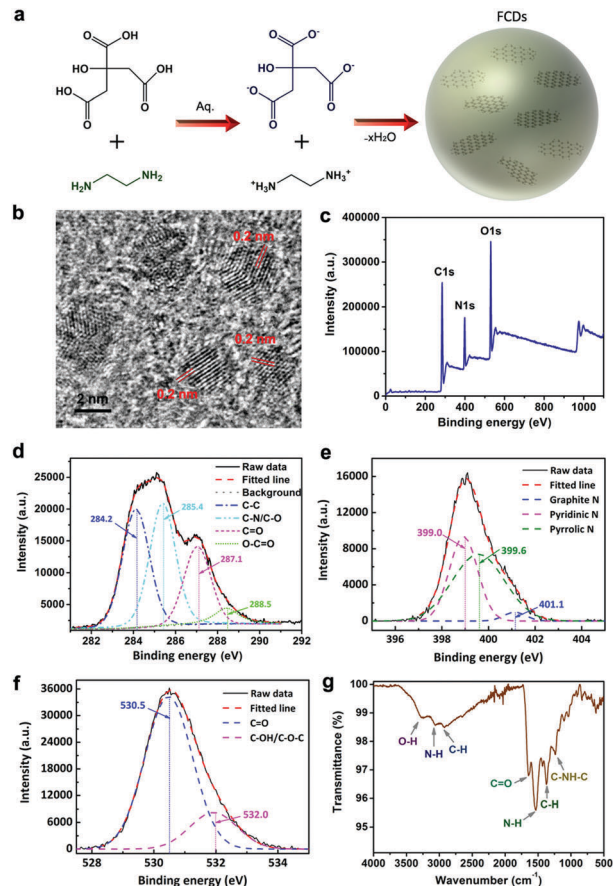 a
FCDs
O
OH
O
O⁻
O
O
HO
OH
HO
O⁻
HO
O
⁻O
O
Aq.
-xH₂O
+
+
H₂N
NH₂
⁺H₃N
NH₃⁺
b
0.2 nm
0.2 nm
0.2 nm
2 nm
c
400000
350000
300000
250000
200000
150000
100000
50000
0
Intensity (a.u.)
O1s
C1s
N1s
0 200 400 600 800 1000
Binding energy (eV)
d
25000
20000
15000
10000
5000
0
Intensity (a.u.)
Raw data
Fitted line
Background
C-C
C-N/C-O
C=O
O-C=O
284.2
285.4
287.1
288.5
282 284 286 288 290 292
Binding energy (eV)
e
16000
12000
8000
4000
0
Intensity (a.u.)
Raw data
Fitted line
Graphite N
Pyridinic N
Pyrrolic N
399.0
399.6
401.1
396 398 400 402 404
Binding energy (eV)
f
36000
30000
24000
18000
12000
6000
0
Intensity (a.u.)
Raw data
Fitted line
C=O
C-OH/C-O-C
530.5
532.0
528 530 532 534
Binding energy (eV)
g
100
99
98
97
96
95
Transmittance (%)
O-H
N-H
C-H
C=O
N-H
C-H
C-NH-C
4000 3500 3000 2500 2000 1500 1000 500
Wavenumber (cm⁻¹)